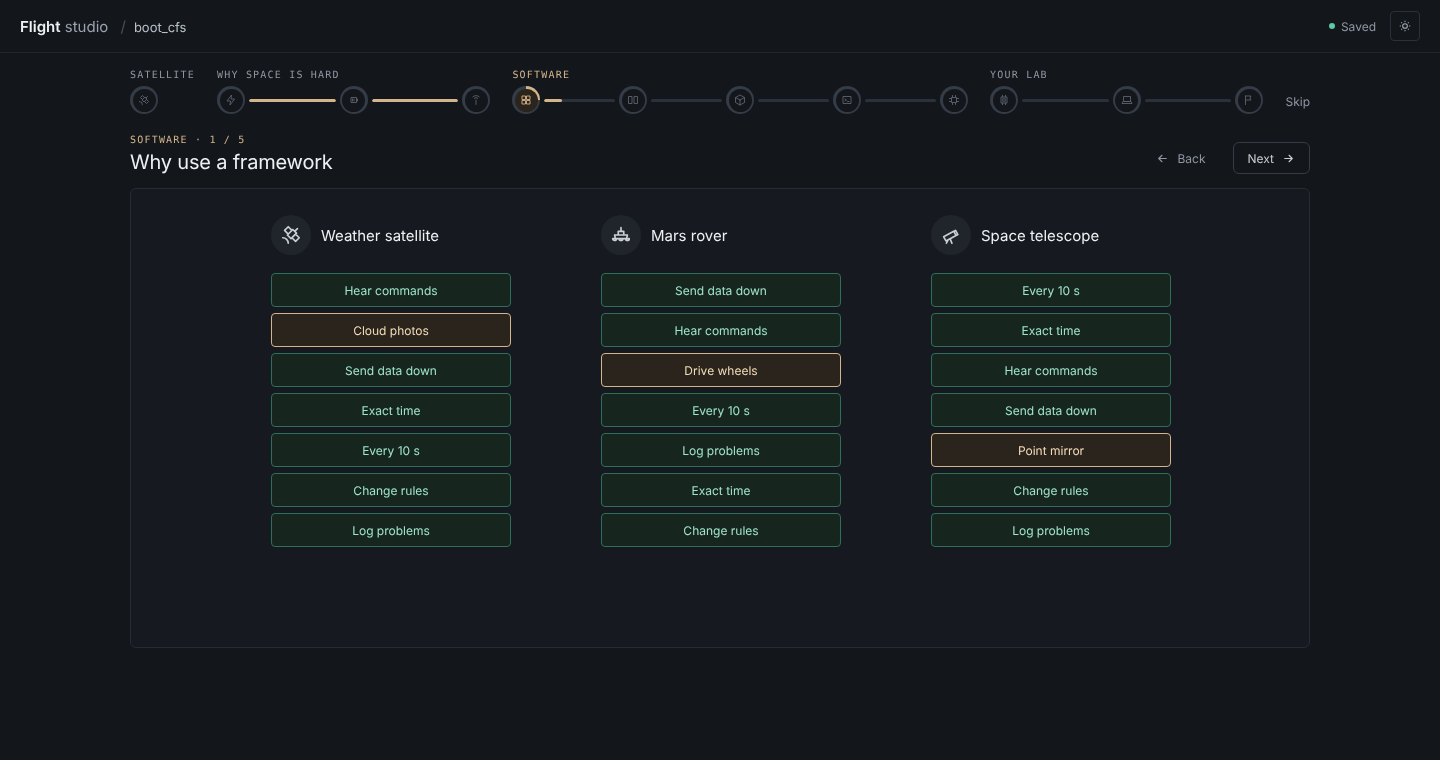 Flight studio / boot_cfs
Saved
SATELLITE
WHY SPACE IS HARD
SOFTWARE
YOUR LAB
Skip
SOFTWARE · 1 / 5
Why use a framework
← Back
Next →
Weather satellite
Hear commands
Cloud photos
Send data down
Exact time
Every 10 s
Change rules
Log problems
Mars rover
Send data down
Hear commands
Drive wheels
Every 10 s
Log problems
Exact time
Change rules
Space telescope
Every 10 s
Exact time
Hear commands
Send data down
Point mirror
Change rules
Log problems